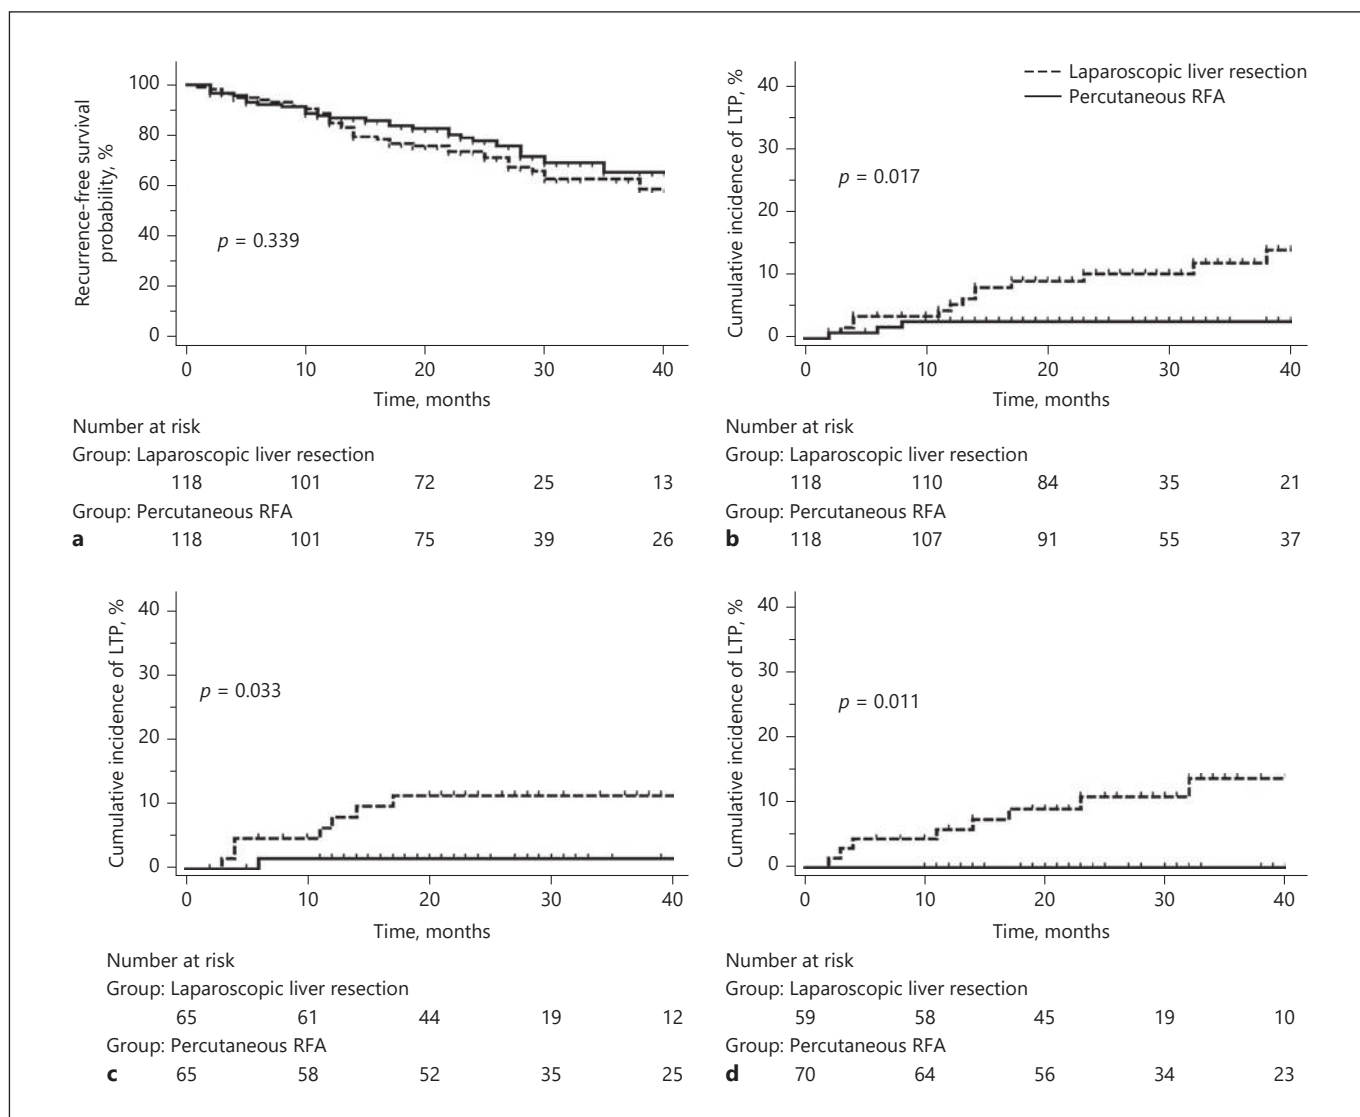 Recurrence-free survival
probability, %
100
80
60
40
20
0
p = 0.339
0 10 20 30 40
Time, months
Number at risk
Group: Laparoscopic liver resection
118 101 72 25 13
Group: Percutaneous RFA
a 118 101 75 39 26
Cumulative incidence of LTP, %
40
30
20
10
0
Laparoscopic liver resection
Percutaneous RFA
p = 0.017
0 10 20 30 40
Time, months
Number at risk
Group: Laparoscopic liver resection
118 110 84 35 21
Group: Percutaneous RFA
b 118 107 91 55 37
Cumulative incidence of LTP, %
40
30
20
10
0
p = 0.033
0 10 20 30 40
Time, months
Number at risk
Group: Laparoscopic liver resection
65 61 44 19 12
Group: Percutaneous RFA
c 65 58 52 35 25
Cumulative incidence of LTP, %
40
30
20
10
0
p = 0.011
0 10 20 30 40
Time, months
Number at risk
Group: Laparoscopic liver resection
59 58 45 19 10
Group: Percutaneous RFA
d 70 64 56 34 23